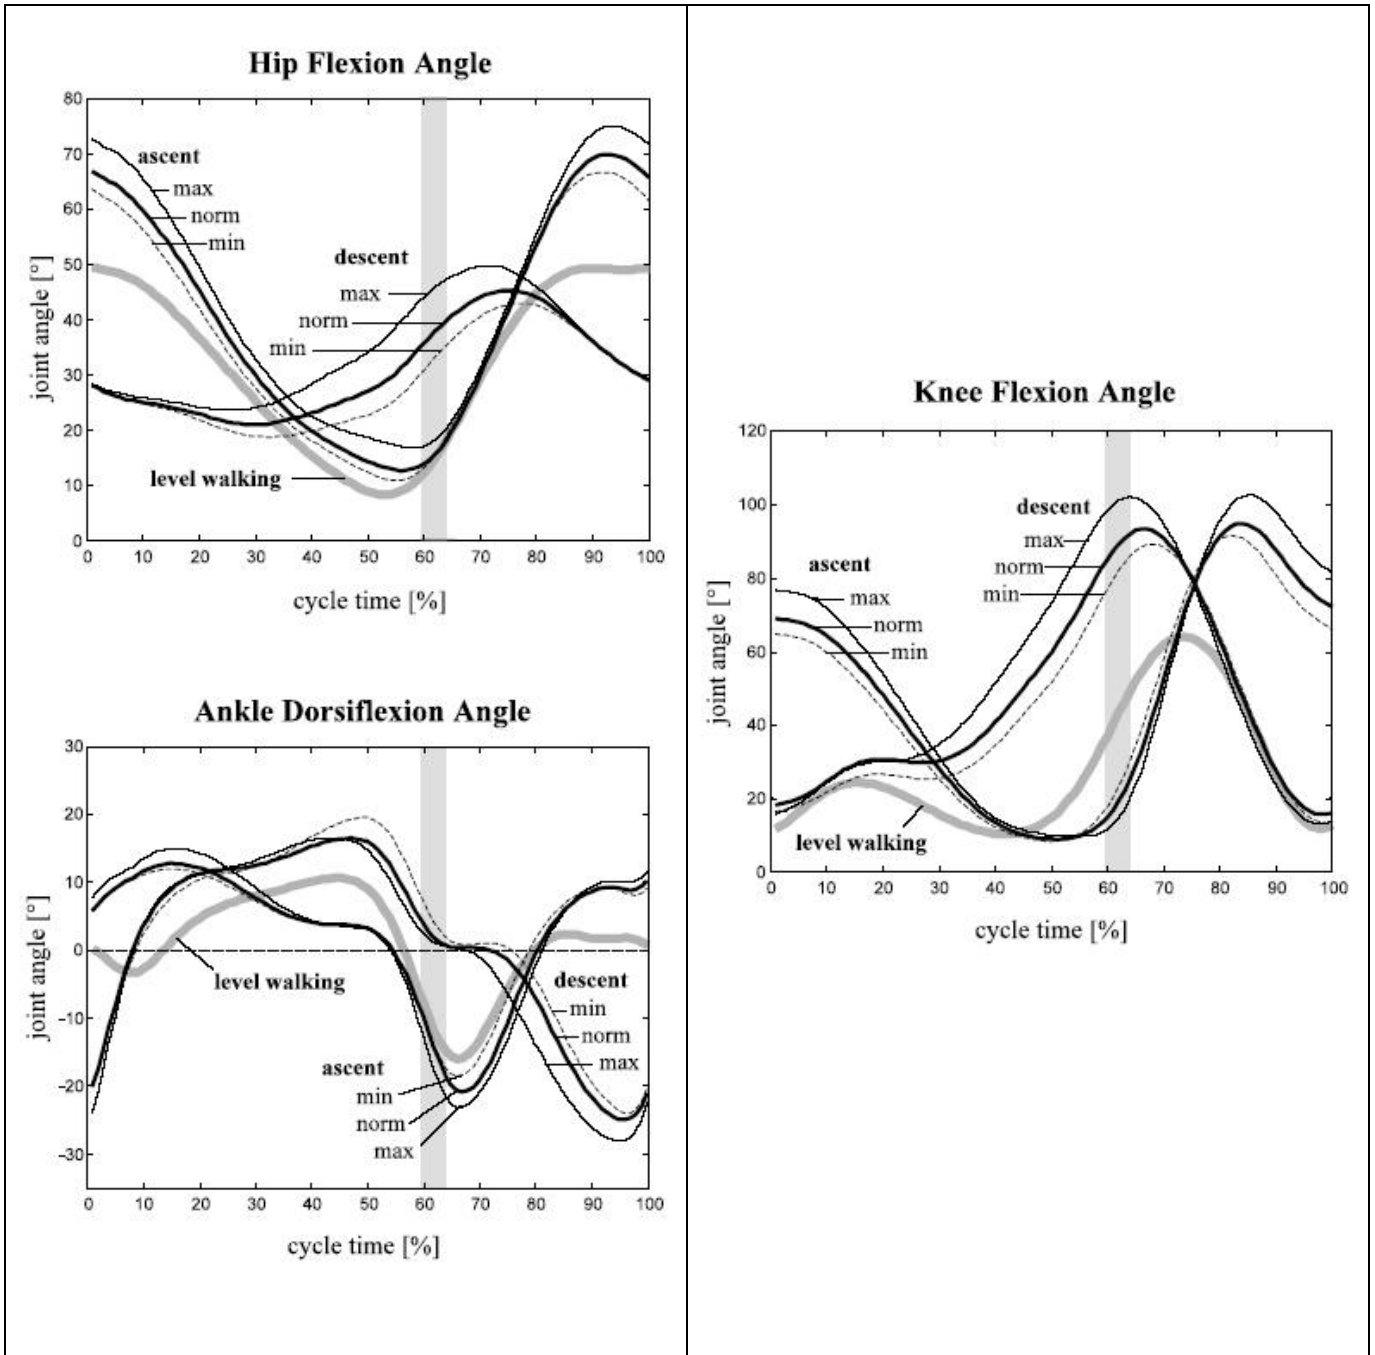 Hip Flexion Angle
80
70
60
50
40
30
20
10
0
joint angle [°]
ascent
max
norm
min
descent
max
norm
min
level walking
0 10 20 30 40 50 60 70 80 90 100
cycle time [%]
Ankle Dorsiflexion Angle
30
20
10
0
−10
−20
−30
joint angle [°]
level walking
descent
min
norm
max
ascent
min
norm
max
0 10 20 30 40 50 60 70 80 90 100
cycle time [%]
Knee Flexion Angle
120
100
80
60
40
20
0
joint angle [°]
descent
max
norm
min
ascent
max
norm
min
level walking
0 10 20 30 40 50 60 70 80 90 100
cycle time [%]